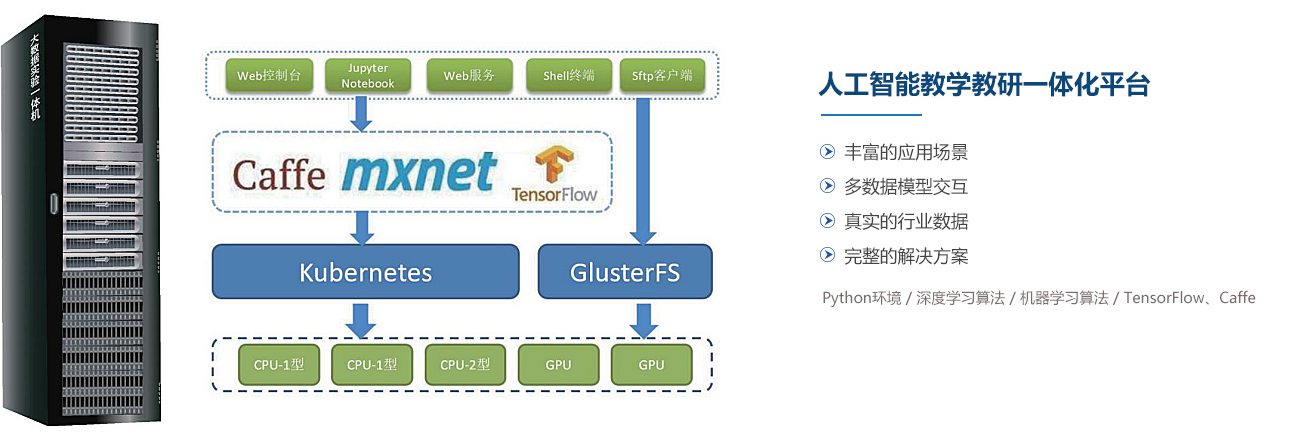 大数据实验一体机
Web控制台
Jupyter
Notebook
Web服务
Shell终端
Sftp客户端
Caffe
mxnet
TensorFlow
Kubernetes
GlusterFS
CPU-1型
CPU-1型
CPU-2型
GPU
GPU
人工智能教学教研一体化平台
丰富的应用场景
多数据模型交互
真实的行业数据
完整的解决方案
Python环境 / 深度学习算法 / 机器学习算法 / TensorFlow、Caffe